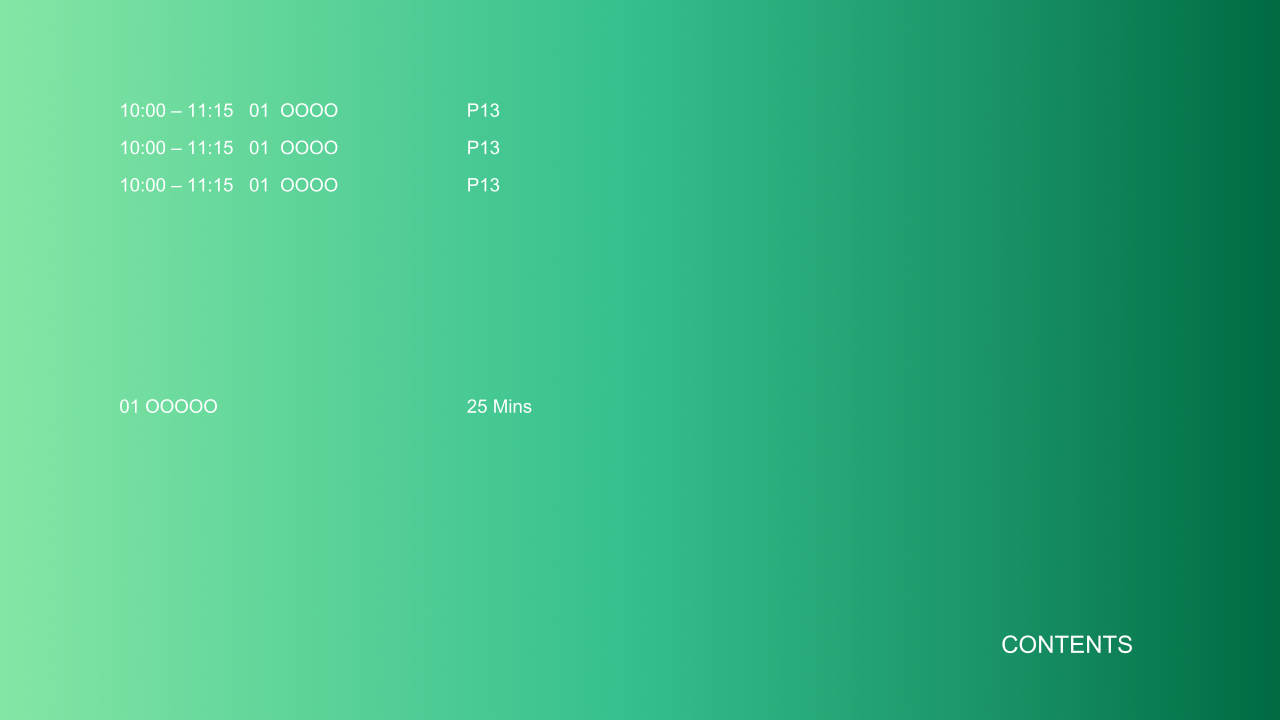 10:00 – 11:15 01 OOOO P13
10:00 – 11:15 01 OOOO P13
10:00 – 11:15 01 OOOO P13
01 OOOOO 25 Mins
CONTENTS